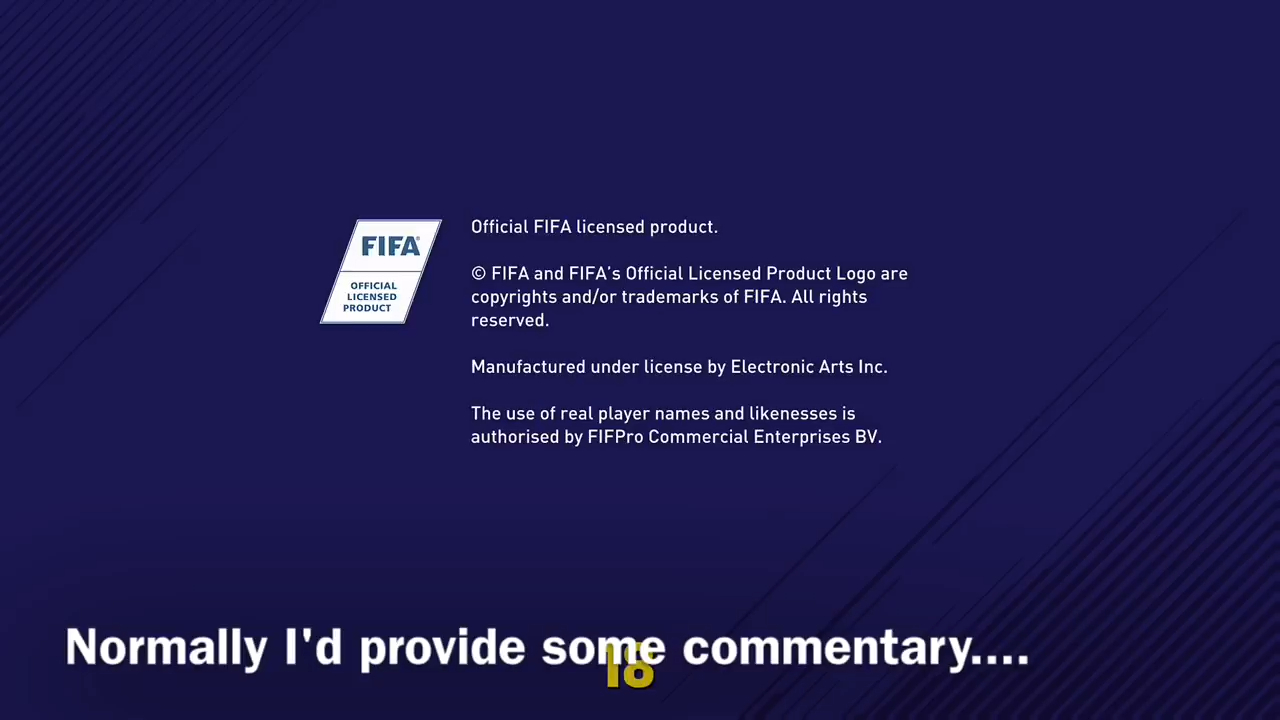 FIFA
OFFICIAL
LICENSED
PRODUCT
Official FIFA licensed product.
© FIFA and FIFA's Official Licensed Product Logo are
copyrights and/or trademarks of FIFA. All rights
reserved.
Manufactured under license by Electronic Arts Inc.
The use of real player names and likenesses is
authorised by FIFPro Commercial Enterprises BV.
Normally I'd provide some commentary....
18